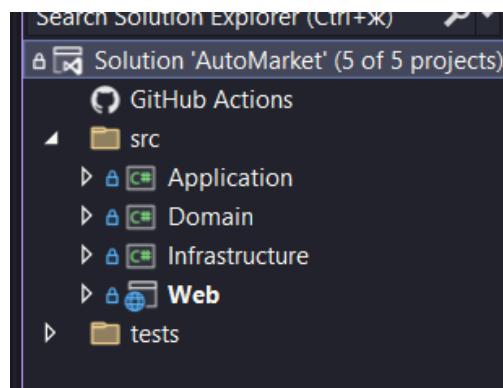 Search Solution Explorer (Ctrl+ж)
Solution 'AutoMarket' (5 of 5 projects)
GitHub Actions
src
C# Application
C# Domain
C# Infrastructure
Web
tests